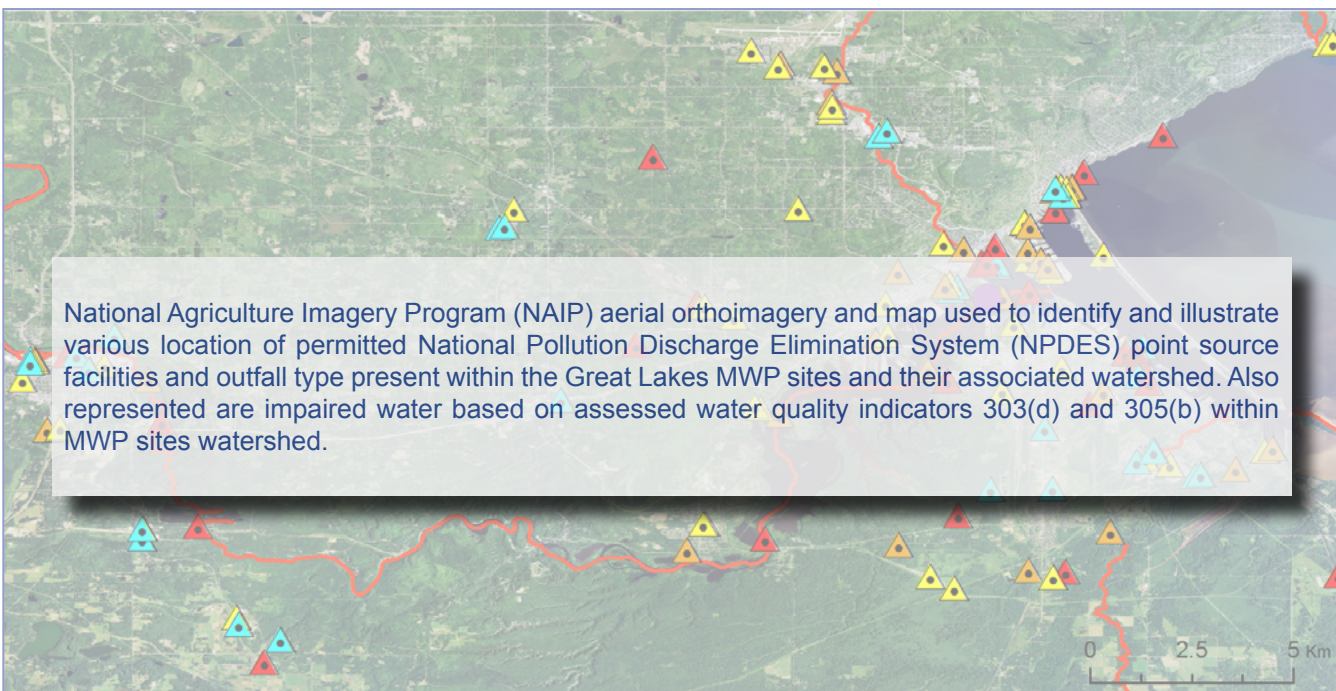 National Agriculture Imagery Program (NAIP) aerial orthoimagery and map used to identify and illustrate
various location of permitted National Pollution Discharge Elimination System (NPDES) point source
facilities and outfall type present within the Great Lakes MWP sites and their associated watershed. Also
represented are impaired water based on assessed water quality indicators 303(d) and 305(b) within
MWP sites watershed.
0 2.5 5 Km